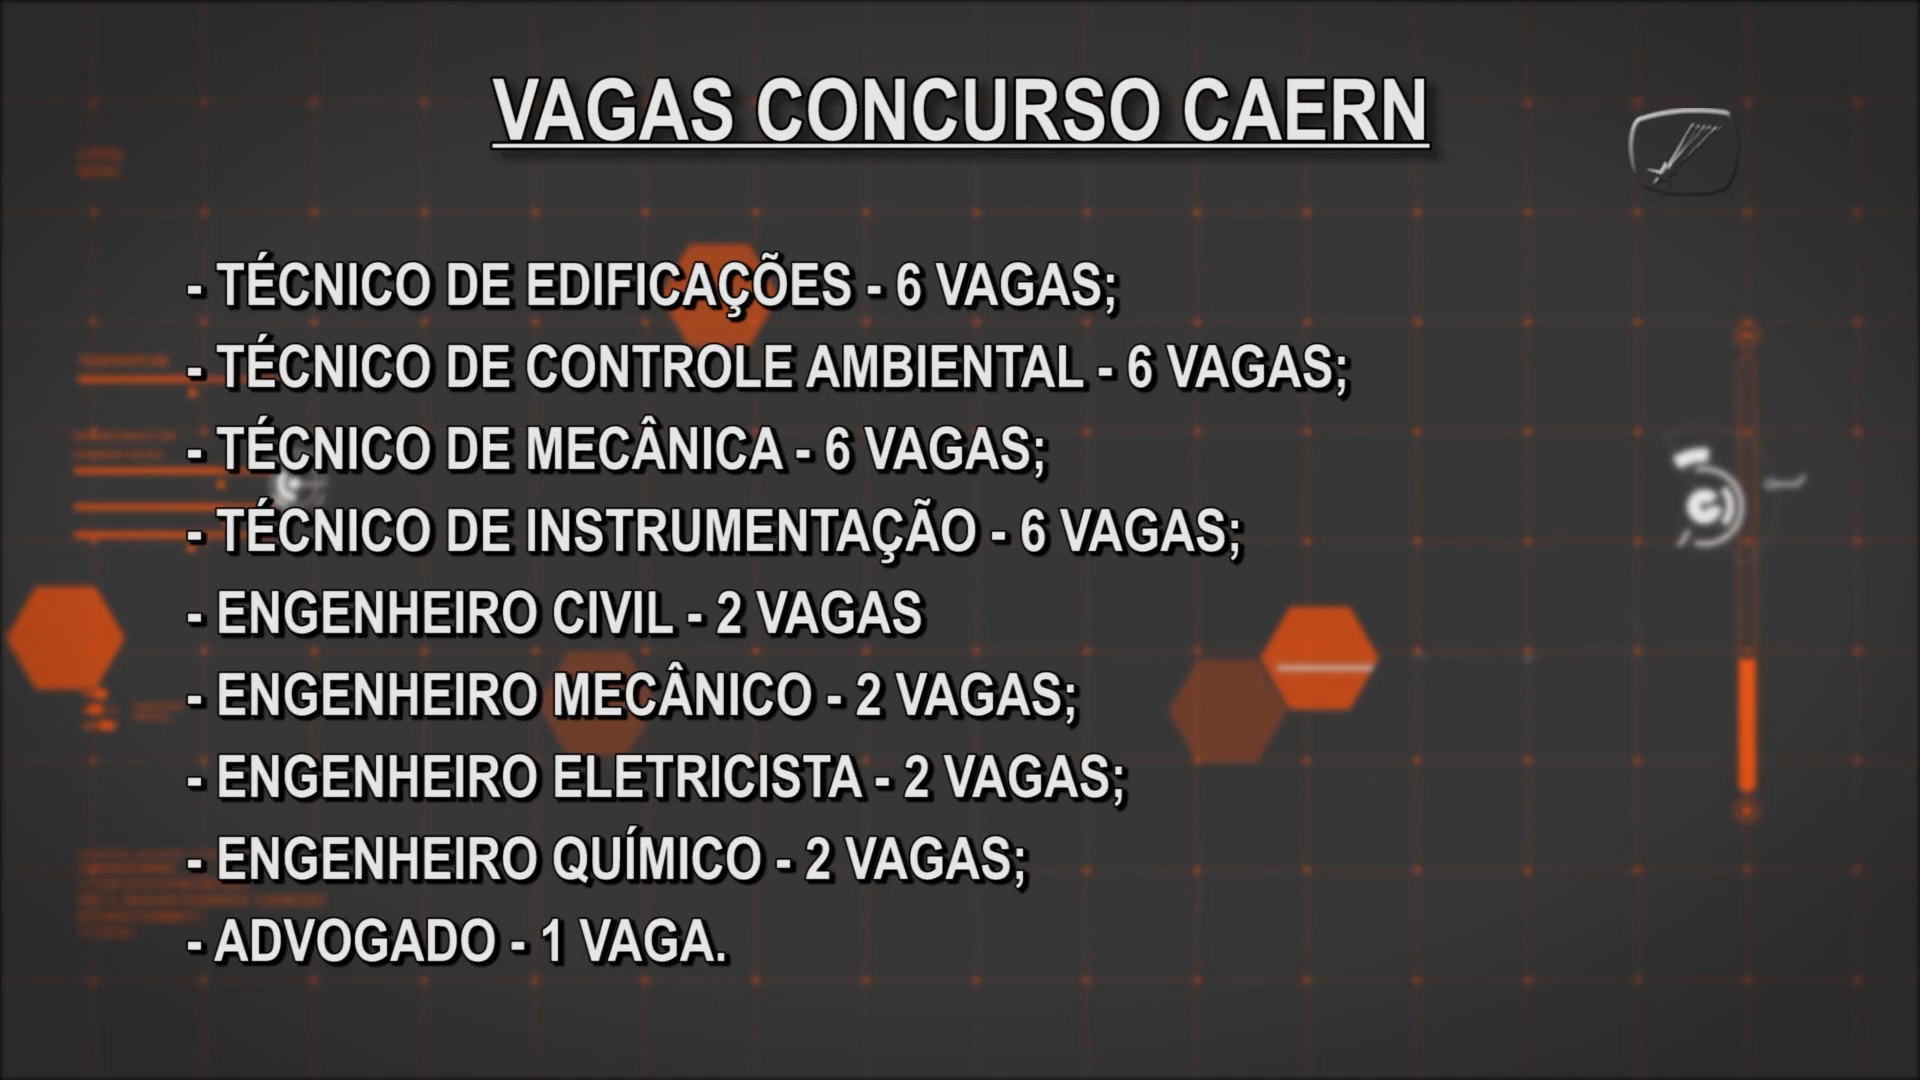 VAGAS CONCURSO CAERN
- TÉCNICO DE EDIFICAÇÕES - 6 VAGAS;
- TÉCNICO DE CONTROLE AMBIENTAL - 6 VAGAS;
- TÉCNICO DE MECÂNICA - 6 VAGAS;
- TÉCNICO DE INSTRUMENTAÇÃO - 6 VAGAS;
- ENGENHEIRO CIVIL - 2 VAGAS
- ENGENHEIRO MECÂNICO - 2 VAGAS;
- ENGENHEIRO ELETRICISTA - 2 VAGAS;
- ENGENHEIRO QUÍMICO - 2 VAGAS;
- ADVOGADO - 1 VAGA.